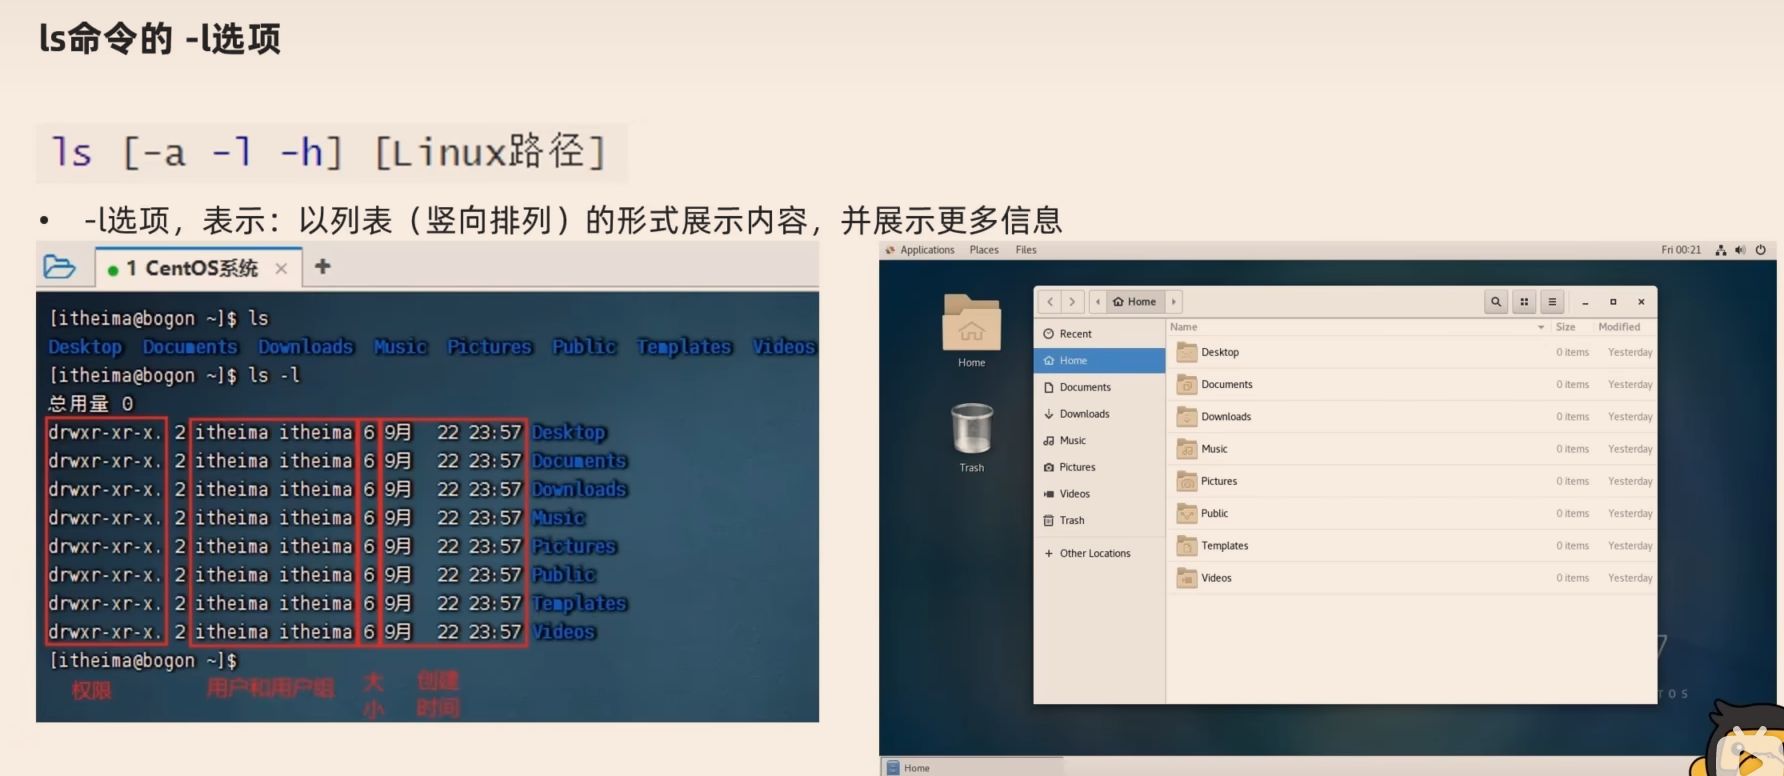 ls命令的 -l选项
ls [-a -l -h] [Linux路径]
• -l选项，表示：以列表（竖向排列）的形式展示内容，并展示更多信息
1 CentOS系统 × +
[itheima@bogon ~]$ ls
Desktop Documents Downloads Music Pictures Public Templates Videos
[itheima@bogon ~]$ ls -l
总用量 0
drwxr-xr-x. 2 itheima itheima 6 9月 22 23:57 Desktop
drwxr-xr-x. 2 itheima itheima 6 9月 22 23:57 Documents
drwxr-xr-x. 2 itheima itheima 6 9月 22 23:57 Downloads
drwxr-xr-x. 2 itheima itheima 6 9月 22 23:57 Music
drwxr-xr-x. 2 itheima itheima 6 9月 22 23:57 Pictures
drwxr-xr-x. 2 itheima itheima 6 9月 22 23:57 Public
drwxr-xr-x. 2 itheima itheima 6 9月 22 23:57 Templates
drwxr-xr-x. 2 itheima itheima 6 9月 22 23:57 Videos
[itheima@bogon ~]$
权限 用户和用户组 大小 创建时间
Applications Places Files Fri 00:21
Home
Trash
Home
Recent
Home
Documents
Downloads
Music
Pictures
Videos
Trash
+ Other Locations
Name Size Modified
Desktop 0 items Yesterday
Documents 0 items Yesterday
Downloads 0 items Yesterday
Music 0 items Yesterday
Pictures 0 items Yesterday
Public 0 items Yesterday
Templates 0 items Yesterday
Videos 0 items Yesterday
7
TOS
Home